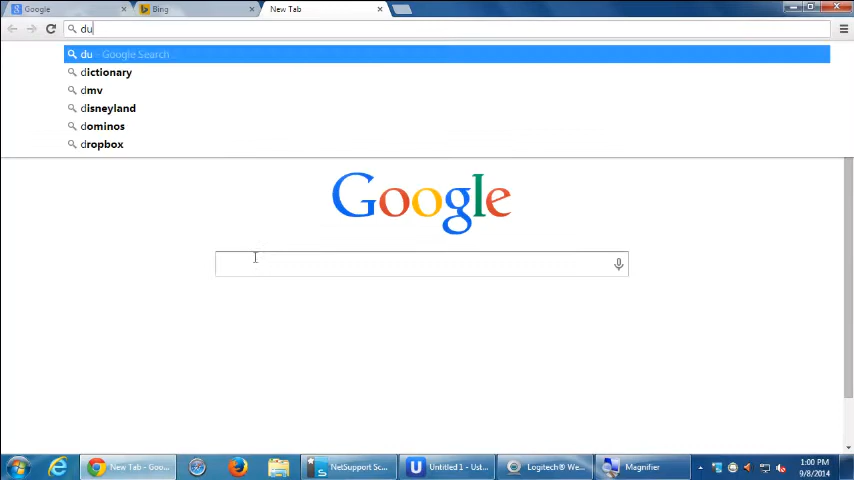 Google
Bing
New Tab
du
du - Google Search
dictionary
dmv
disneyland
dominos
dropbox
Google
New Tab - Goo...
NetSupport Sc...
Untitled 1 - Ust...
Logitech® We...
Magnifier
1:00 PM
9/8/2014